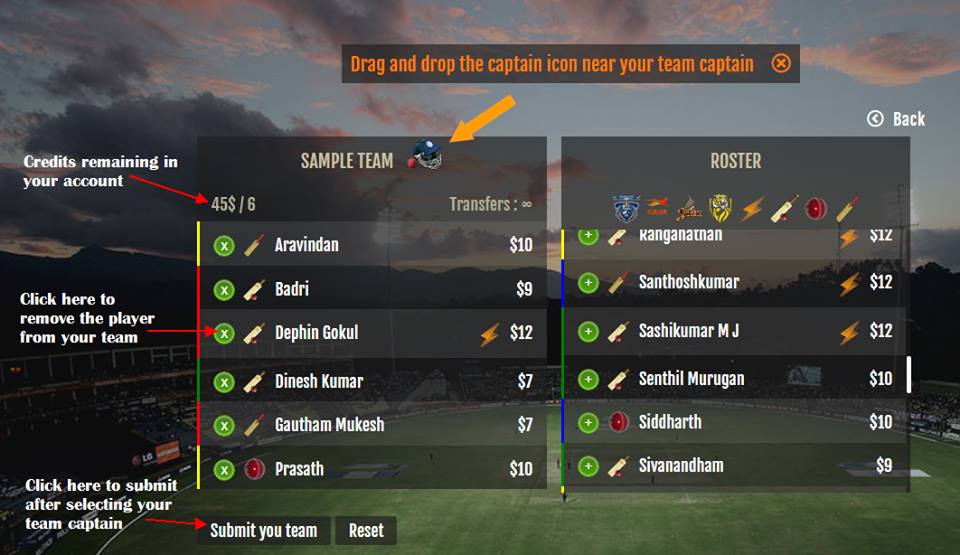 Drag and drop the captain icon near your team captain
Back
Credits remaining in
your account
SAMPLE TEAM
45$ / 6
Transfers : ∞
x Aravindan $10
x Badri $9
Click here to
remove the player
from your team
x Dephin Gokul $12
x Dinesh Kumar $7
x Gautham Mukesh $7
x Prasath $10
Click here to submit
after selecting your
team captain
Submit you team
Reset
ROSTER
+ Ranganathan $12
+ Santhoshkumar $12
+ Sashikumar M J $12
+ Senthil Murugan $10
+ Siddharth $10
+ Sivanandham $9
LG